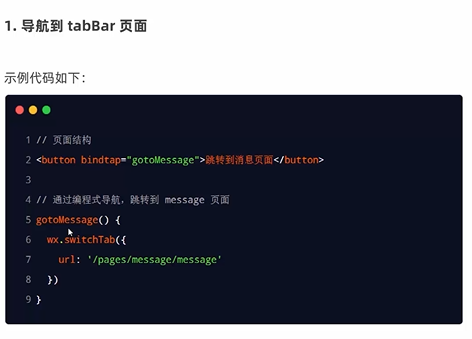 1. 导航到 tabBar 页面
示例代码如下：
1 // 页面结构
2 <button bindtap="gotoMessage">跳转到消息页面</button>
3
4 // 通过编程式导航，跳转到 message 页面
5 gotoMessage() {
6   wx.switchTab({
7     url: '/pages/message/message'
8   })
9 }